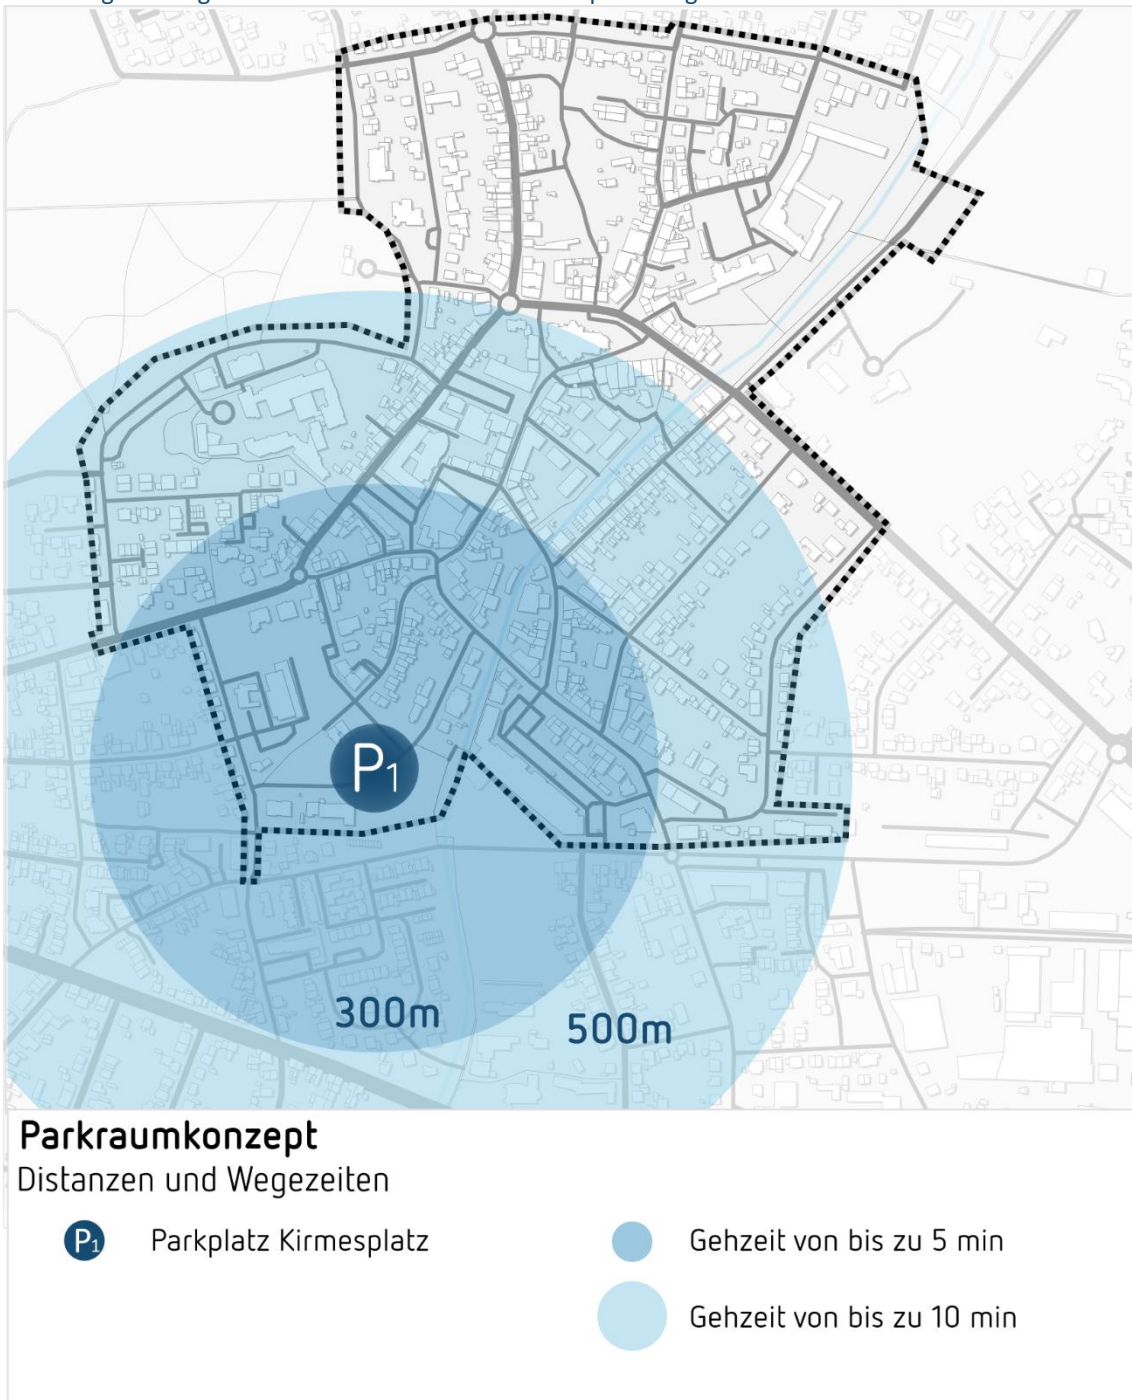 P1
300m
500m
Parkraumkonzept
Distanzen und Wegezeiten
P1 Parkplatz Kirmesplatz
Gehzeit von bis zu 5 min
Gehzeit von bis zu 10 min